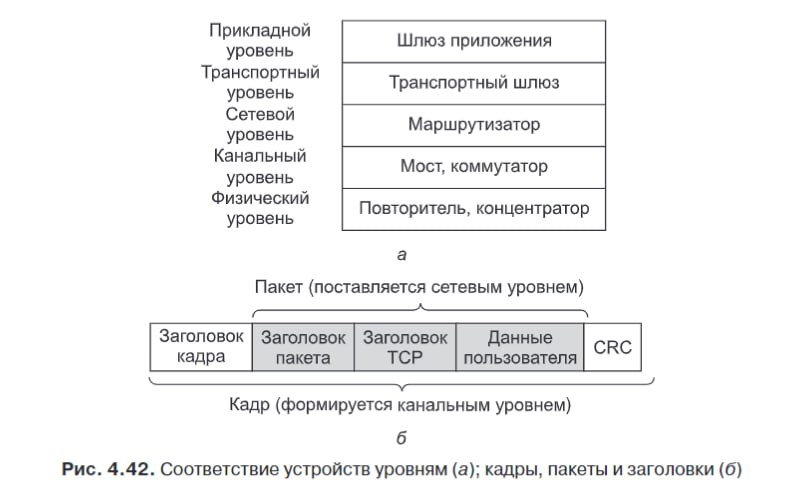 Прикладной
уровень
Шлюз приложения
Транспортный
уровень
Транспортный шлюз
Сетевой
уровень
Маршрутизатор
Канальный
уровень
Мост, коммутатор
Физический
уровень
Повторитель, концентратор
а
Пакет (поставляется сетевым уровнем)
Заголовок
кадра
Заголовок
пакета
Заголовок
TCP
Данные
пользователя
CRC
Кадр (формируется канальным уровнем)
б
Рис. 4.42. Соответствие устройств уровням (а); кадры, пакеты и заголовки (б)